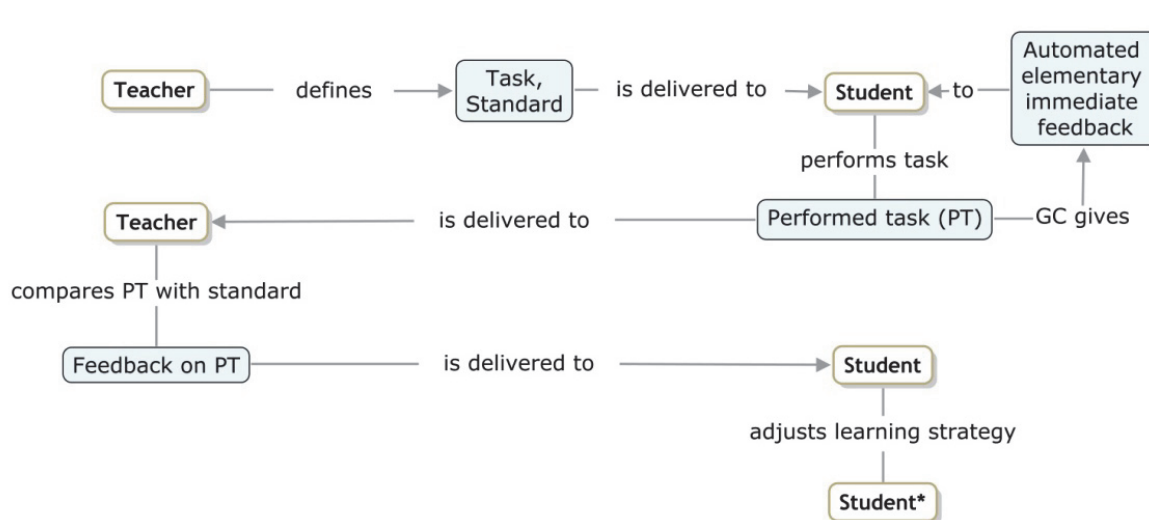 Teacher
defines
Task,
Standard
is delivered to
Student
to
Automated
elementary
immediate
feedback
performs task
Teacher
is delivered to
Performed task (PT)
GC gives
compares PT with standard
Feedback on PT
is delivered to
Student
adjusts learning strategy
Student*